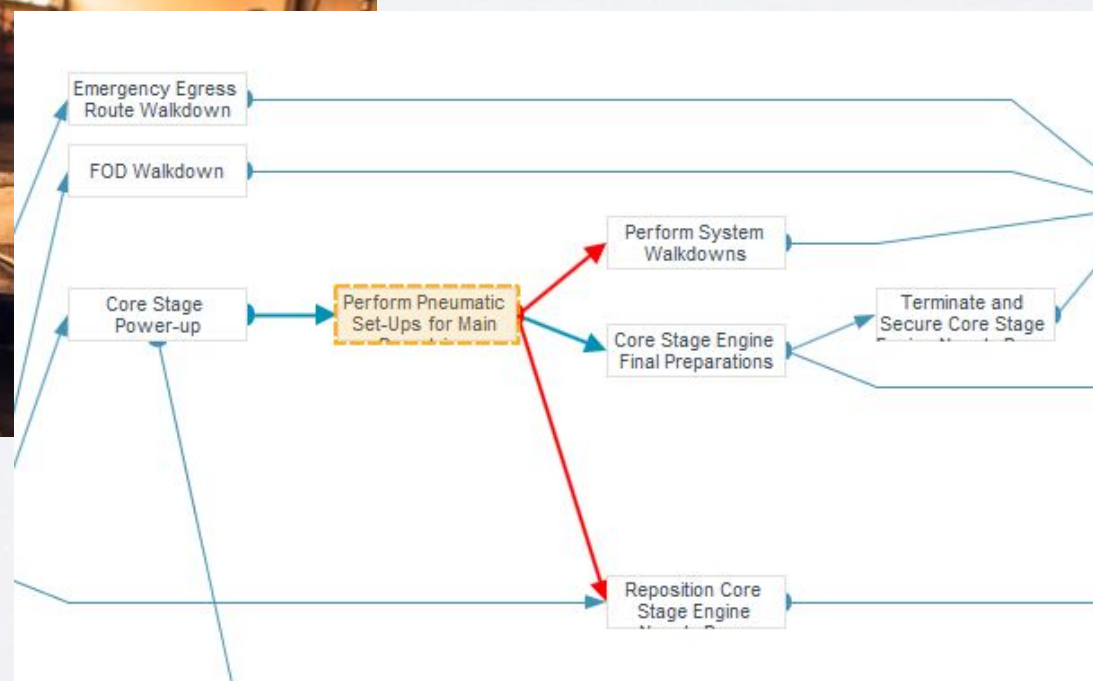 Emergency Egress
Route Walkdown
FOD Walkdown
Perform System
Walkdowns
Core Stage
Power-up
Perform Pneumatic
Set-Ups for Main
Core Stage Engine
Final Preparations
Terminate and
Secure Core Stage
Reposition Core
Stage Engine